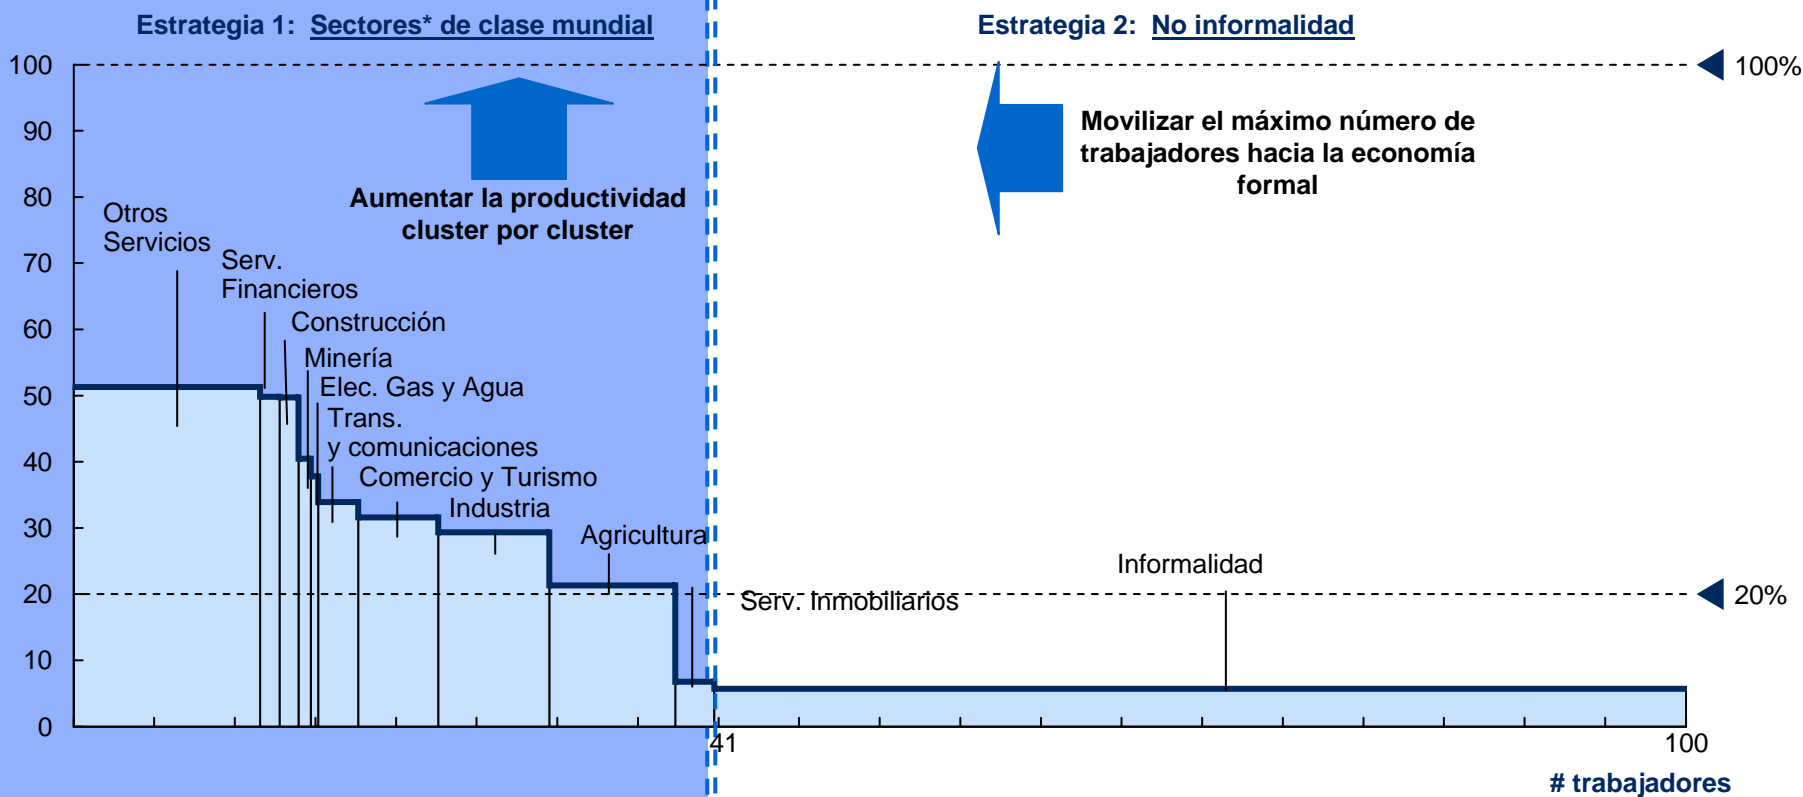 Estrategia 1: Sectores* de clase mundial
Estrategia 2: No informalidad
100
90
80
70
60
50
40
30
20
10
0
100%
20%
Aumentar la productividad
cluster por cluster
Movilizar el máximo número de
trabajadores hacia la economía
formal
Otros
Servicios
Serv.
Financieros
Construcción
Minería
Elec. Gas y Agua
Trans.
y comunicaciones
Comercio y Turismo
Industria
Agricultura
Serv. Inmobiliarios
Informalidad
41
100
# trabajadores